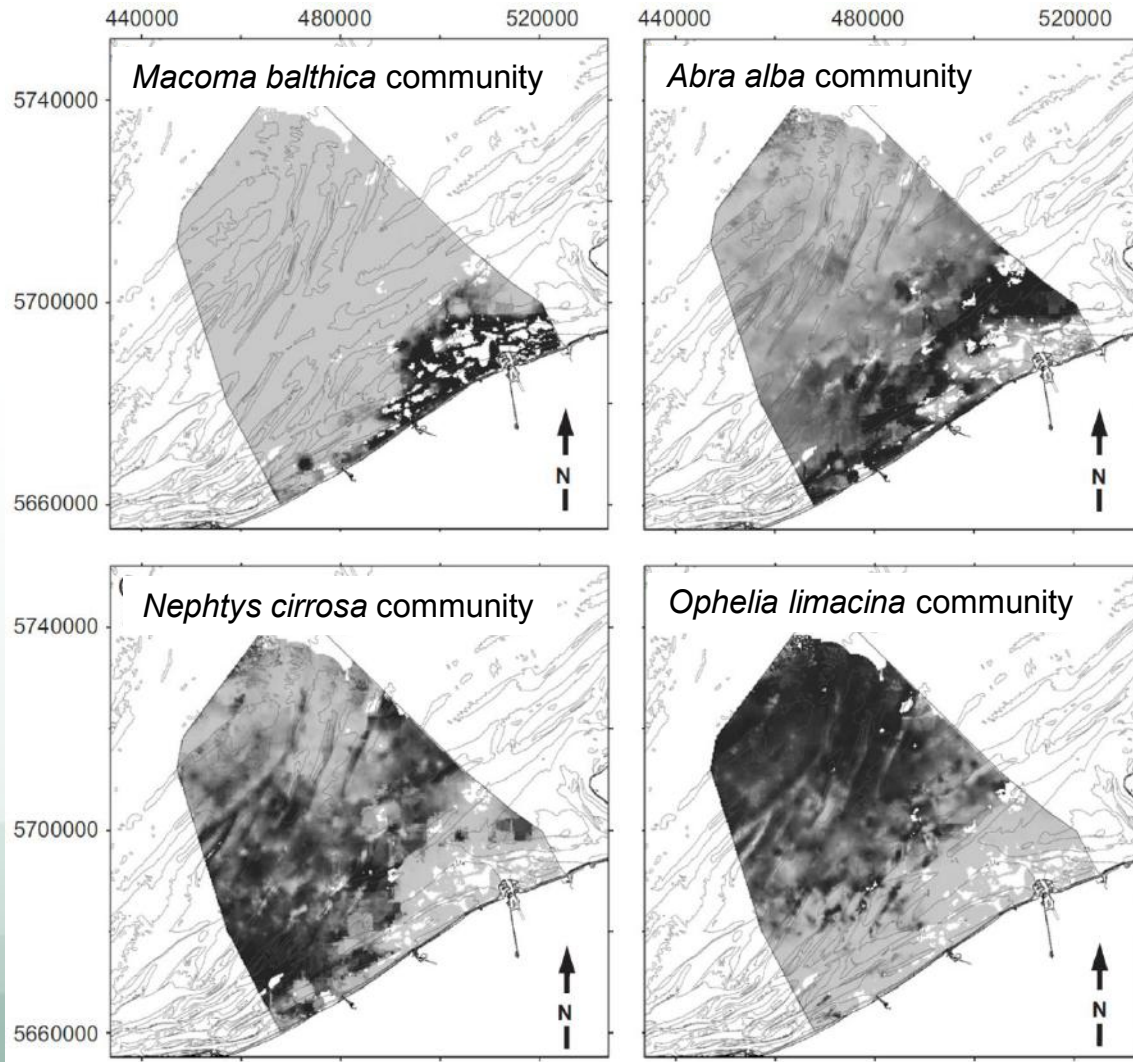 440000 480000 520000 440000 480000 520000
Macoma balthica community
Abra alba community
5740000
5700000
5660000
N
N
Nephtys cirrosa community
Ophelia limacina community
5740000
5700000
5660000
N
N